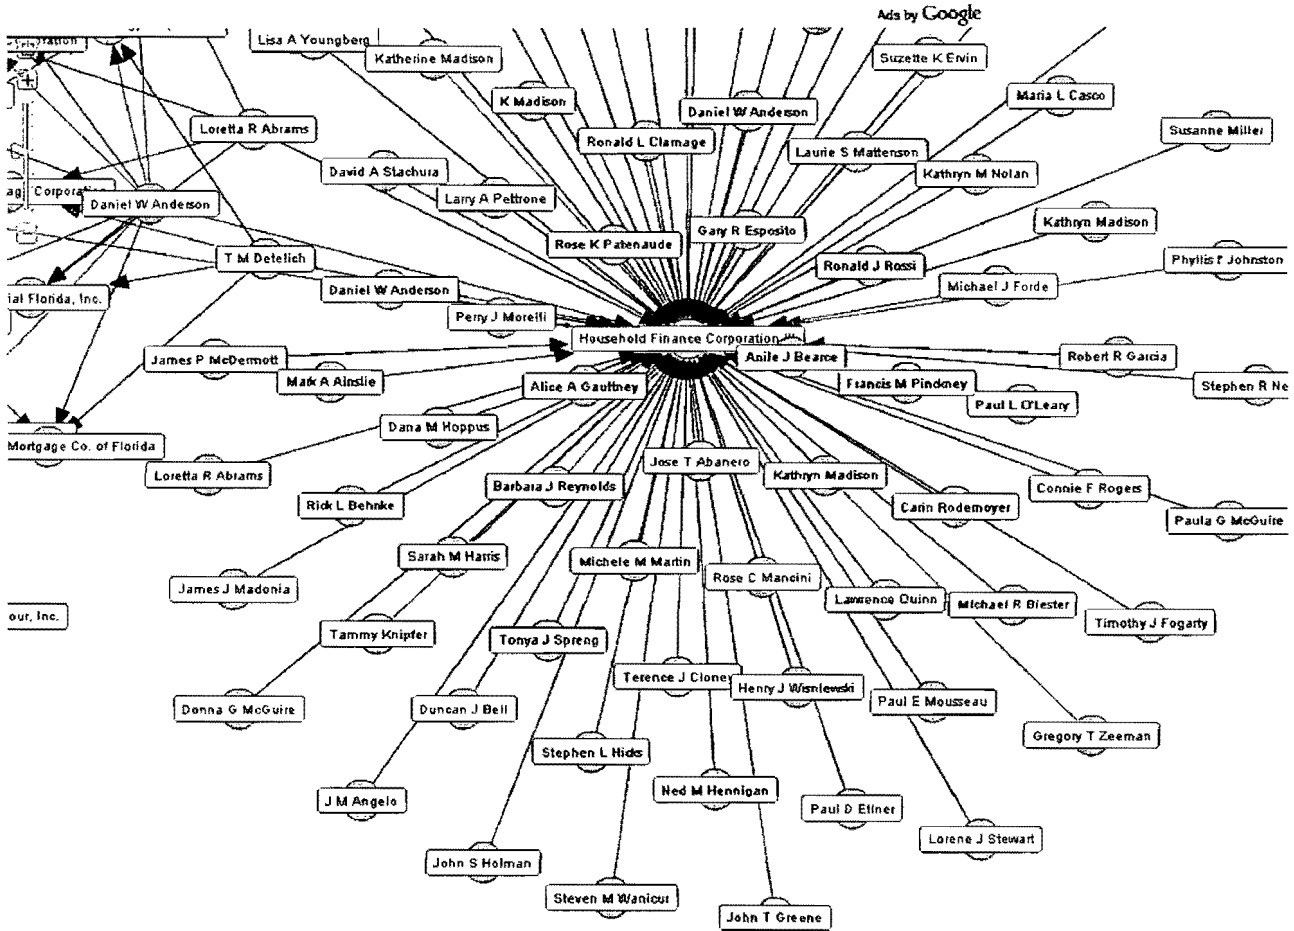 Ads by Google
Lisa A Youngberg
Katherine Madison
Suzette K Ervin
K Madison
Daniel W Anderson
Maria L Casco
Loretta R Abrams
Ronald L Clamage
Laurie S Mattenson
Susanne Miller
David A Stachura
Kathryn M Nolan
Larry A Pettrone
Daniel W Anderson
Rose K Patenaude
Gary R Esposito
Kathryn Madison
T M Detelich
Ronald J Rossi
Phyllis F Johnston
ial Florida, Inc.
Daniel W Anderson
Michael J Forde
Perry J Morelli
Household Finance Corporation III
James P McDermott
Anile J Bearce
Robert R Garcia
Mark A Ainslie
Alice A Gauttney
Francis M Pinckney
Stephen R Ne
Paul L O'Leary
Dana M Hoppus
Mortgage Co. of Florida
Loretta R Abrams
Jose T Abanero
Kathryn Madison
Barbara J Reynolds
Connie F Rogers
Rick L Behnke
Carin Rodemoyer
Paula G McGuire
Sarah M Harris
Michele M Martin
Rose C Mancini
James J Madonia
Lawrence Quinn
Michael R Biester
our, Inc.
Tammy Knipfer
Tonya J Spreng
Timothy J Fogarty
Terence J Cloney
Henry J Wisniewski
Donna G McGuire
Duncan J Bell
Paul E Mousseau
Gregory T Zeeman
Stephen L Hicks
Ned M Hennigan
J M Angelo
Paul D Ellner
Lorene J Stewart
John S Holman
Steven M Wanicur
John T Greene